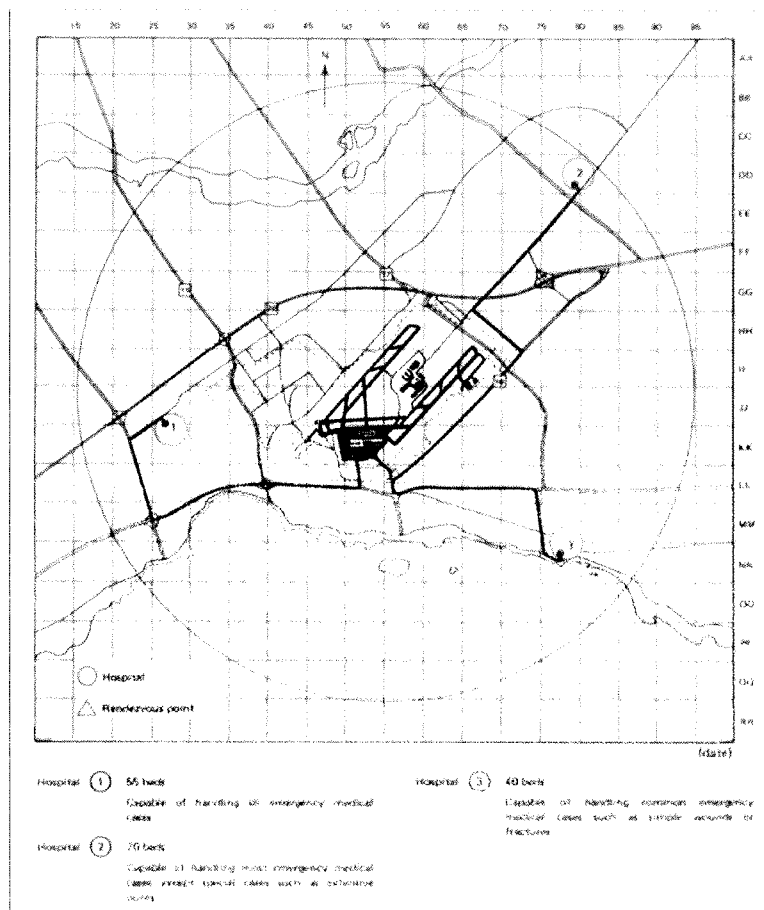 15 20 25 30 35 40 45 50 55 60 65 70 75 80 85 90 95
N
AA
BB
CC
DD
2
EE
FF
GG
HH
II
JJ
1
KK
LL
MM
3
NN
OO
PP
Hospital
QQ
Rendezvous point
RR
(date)
Hospital 1 55 beds
Capable of handling all emergency medical
cases
Hospital 2 70 beds
Capable of handling most emergency medical
cases except special cases such as extensive
burns
Hospital 3 40 beds
Capable of handling common emergency
medical cases such as simple wounds or
fractures